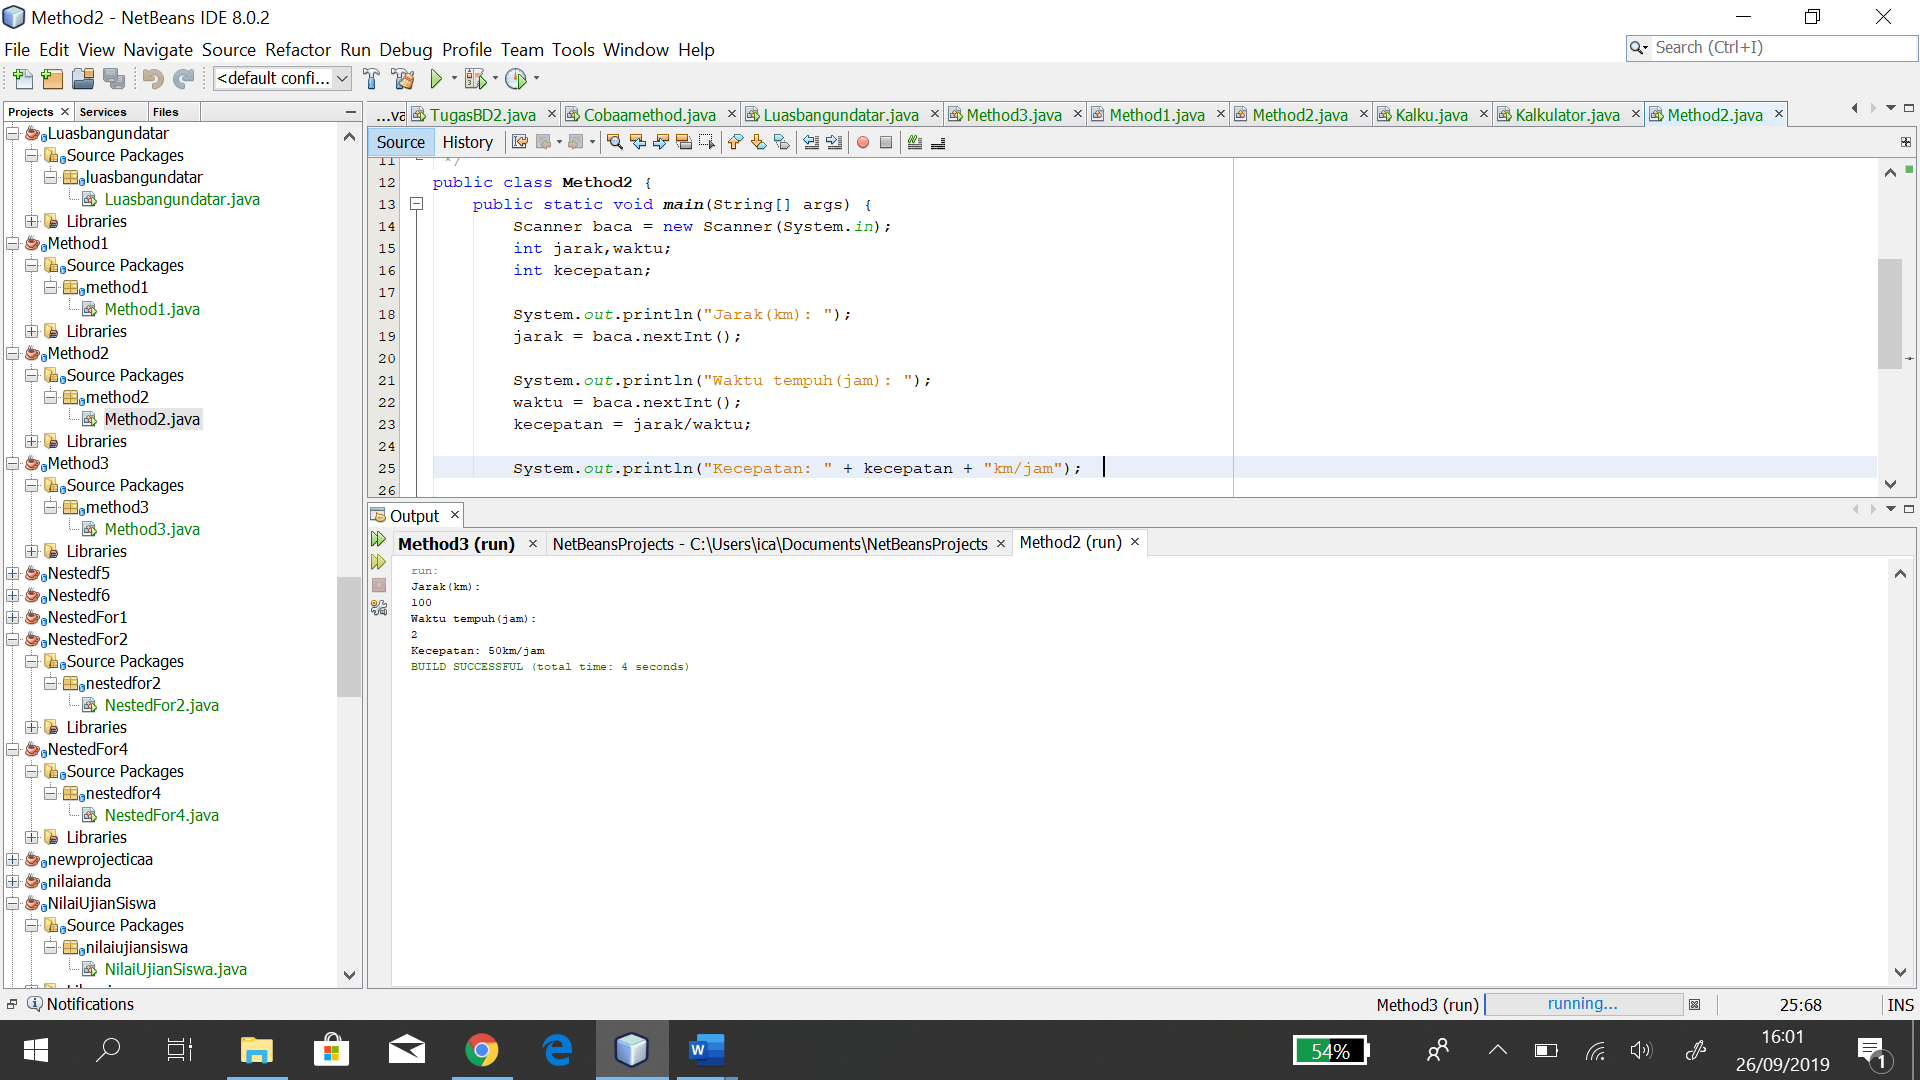 Method2 - NetBeans IDE 8.0.2
File Edit View Navigate Source Refactor Run Debug Profile Team Tools Window Help
Search (Ctrl+I)
<default confi...
Projects Services Files
Luasbangundatar
Source Packages
luasbangundatar
Luasbangundatar.java
Libraries
Method1
Source Packages
method1
Method1.java
Libraries
Method2
Source Packages
method2
Method2.java
Libraries
Method3
Source Packages
method3
Method3.java
Libraries
Nestedf5
Nestedf6
NestedFor1
NestedFor2
Source Packages
nestedfor2
NestedFor2.java
Libraries
NestedFor4
Source Packages
nestedfor4
NestedFor4.java
Libraries
newprojecticaa
nilaianda
NilaiUjianSiswa
Source Packages
nilaiujiansiswa
NilaiUjianSiswa.java
...va TugasBD2.java Cobaamethod.java Luasbangundatar.java Method3.java Method1.java Method2.java Kalku.java Kalkulator.java Method2.java
Source History
11 */
12 public class Method2 {
13 public static void main(String[] args) {
14 Scanner baca = new Scanner(System.in);
15 int jarak,waktu;
16 int kecepatan;
17
18 System.out.println("Jarak(km): ");
19 jarak = baca.nextInt();
20
21 System.out.println("Waktu tempuh(jam): ");
22 waktu = baca.nextInt();
23 kecepatan = jarak/waktu;
24
25 System.out.println("Kecepatan: " + kecepatan + "km/jam");
26
Output
Method3 (run) NetBeansProjects - C:\Users\ica\Documents\NetBeansProjects Method2 (run)
run:
Jarak(km):
100
Waktu tempuh(jam):
2
Kecepatan: 50km/jam
BUILD SUCCESSFUL (total time: 4 seconds)
Notifications
Method3 (run) running... 25:68 INS
54%
16:01
26/09/2019
1